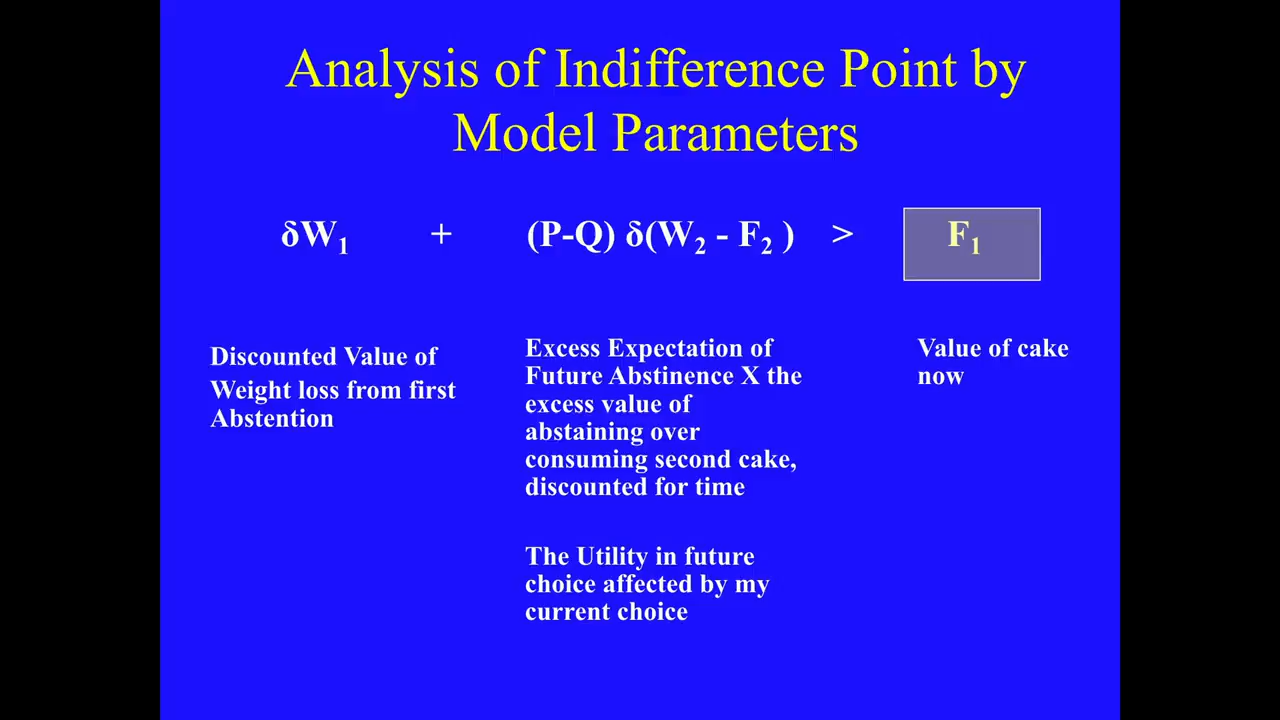 Analysis of Indifference Point by
Model Parameters
δW₁ + (P-Q) δ(W₂ - F₂ ) > F₁
Discounted Value of
Weight loss from first
Abstention
Excess Expectation of
Future Abstinence X the
excess value of
abstaining over
consuming second cake,
discounted for time
The Utility in future
choice affected by my
current choice
Value of cake
now